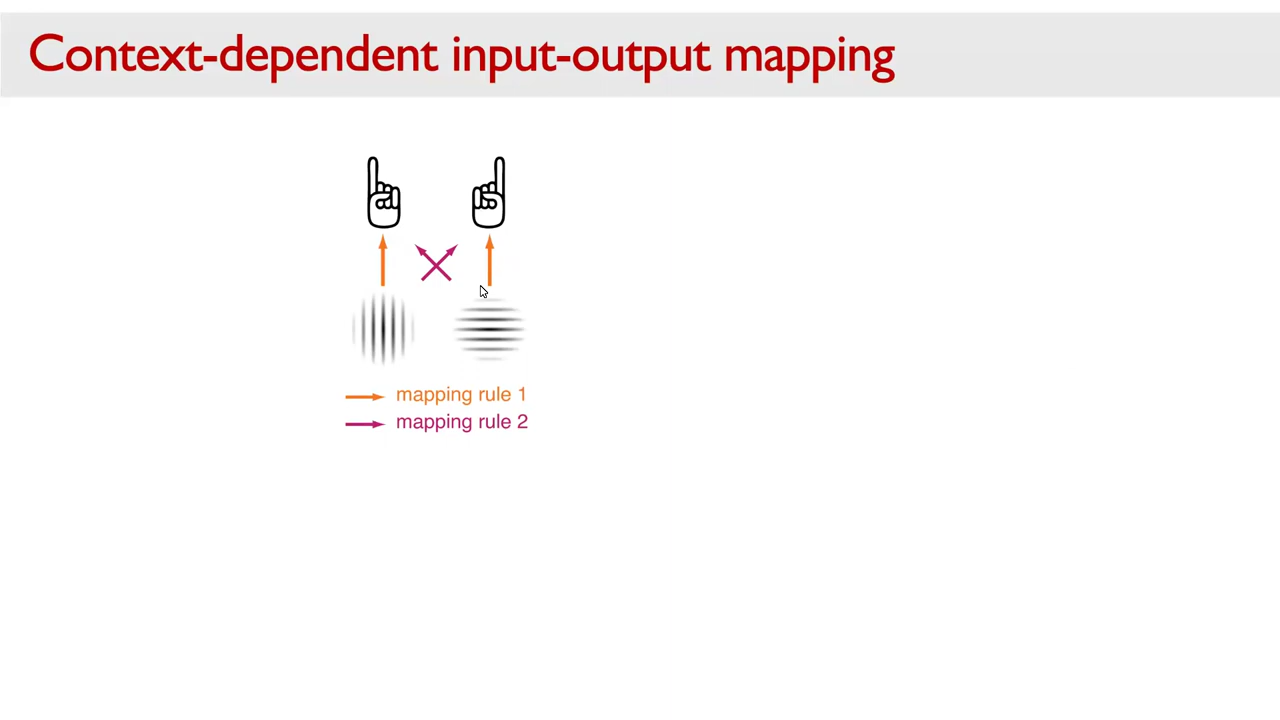 Context-dependent input-output mapping
mapping rule 1
mapping rule 2